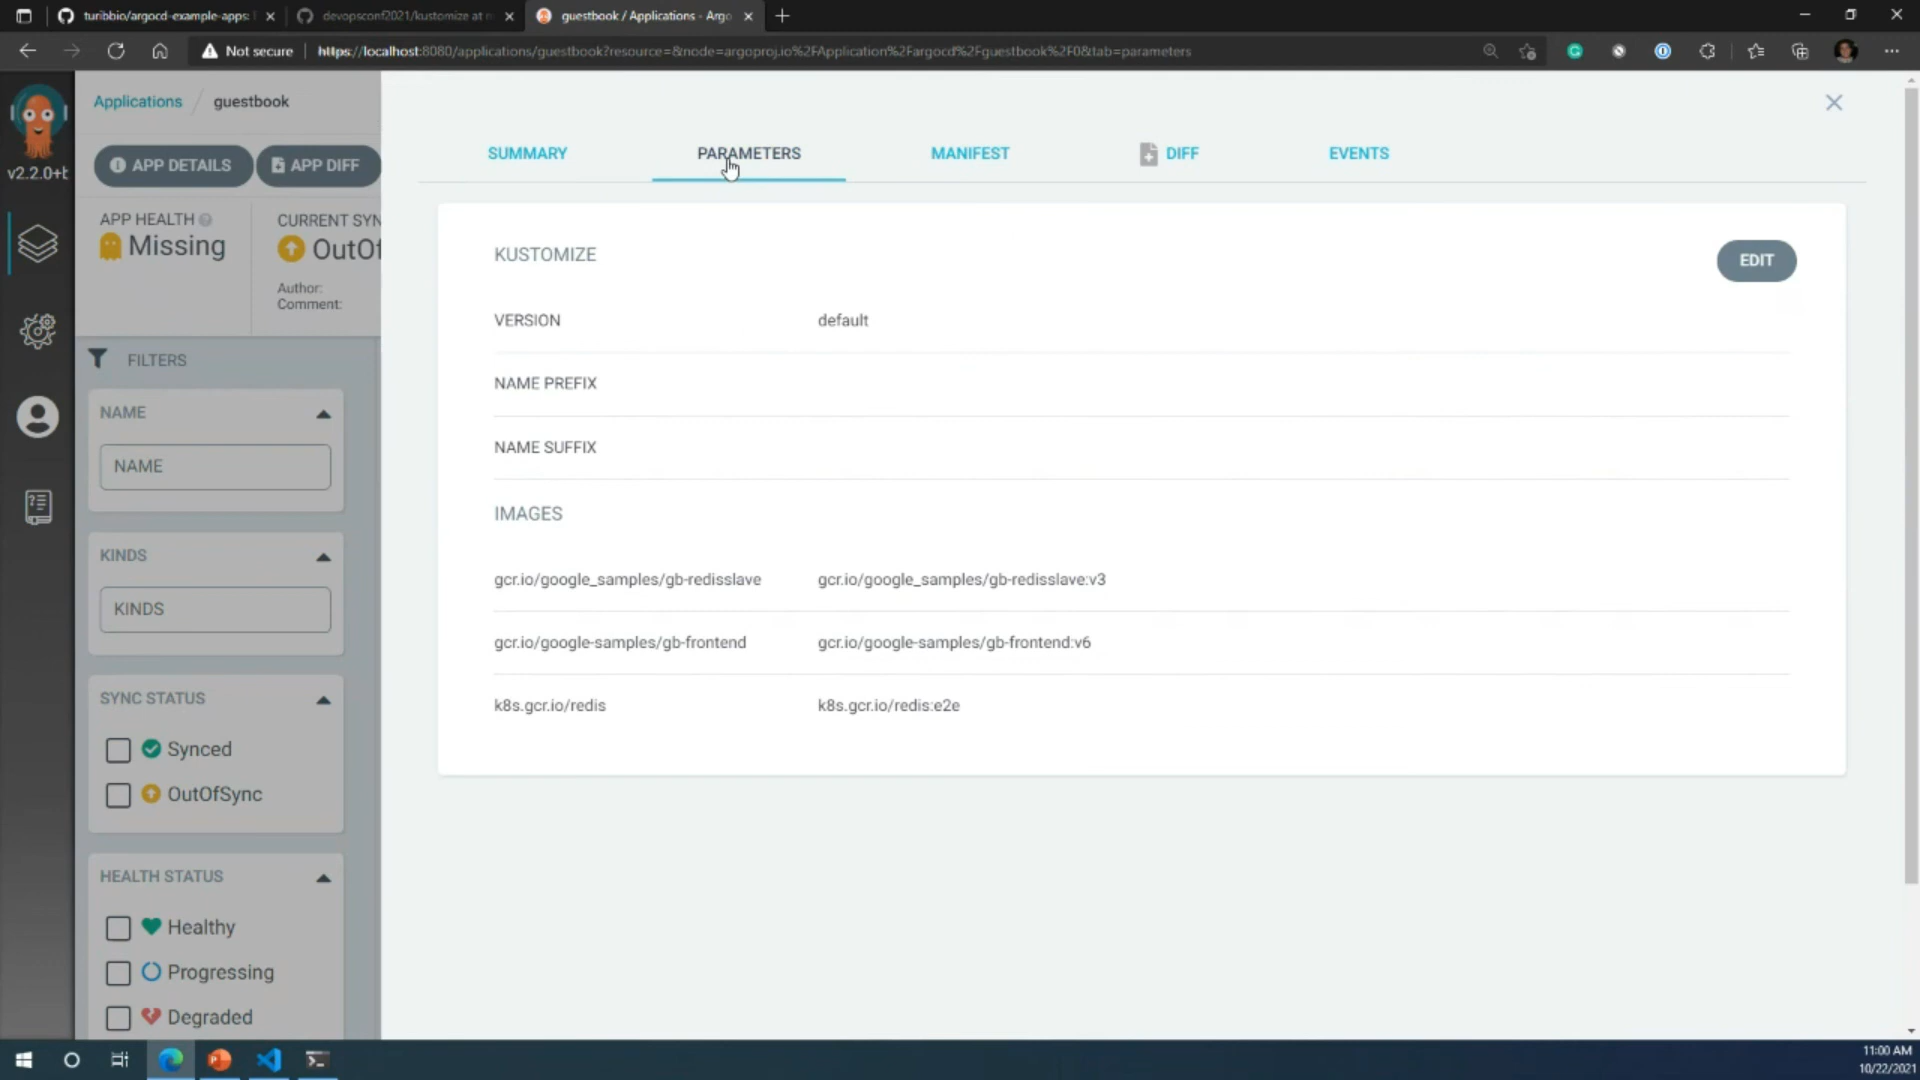 turibbio/argocd-example-apps:
devopsconf2021/kustomize at m
guestbook / Applications - Argo
Not secure
https://localhost:8080/applications/guestbook?resource=&node=argoproj.io%2FApplication%2Fargocd%2Fguestbook%2F0&tab=parameters
v2.2.0+b
Applications / guestbook
APP DETAILS
APP DIFF
APP HEALTH
Missing
CURRENT SYN
OutOf
Author:
Comment:
FILTERS
NAME
NAME
KINDS
KINDS
SYNC STATUS
Synced
OutOfSync
HEALTH STATUS
Healthy
Progressing
Degraded
SUMMARY
PARAMETERS
MANIFEST
DIFF
EVENTS
KUSTOMIZE
EDIT
VERSION default
NAME PREFIX
NAME SUFFIX
IMAGES
gcr.io/google_samples/gb-redisslave gcr.io/google_samples/gb-redisslave:v3
gcr.io/google-samples/gb-frontend gcr.io/google-samples/gb-frontend:v6
k8s.gcr.io/redis k8s.gcr.io/redis:e2e
11:00 AM
10/22/2021